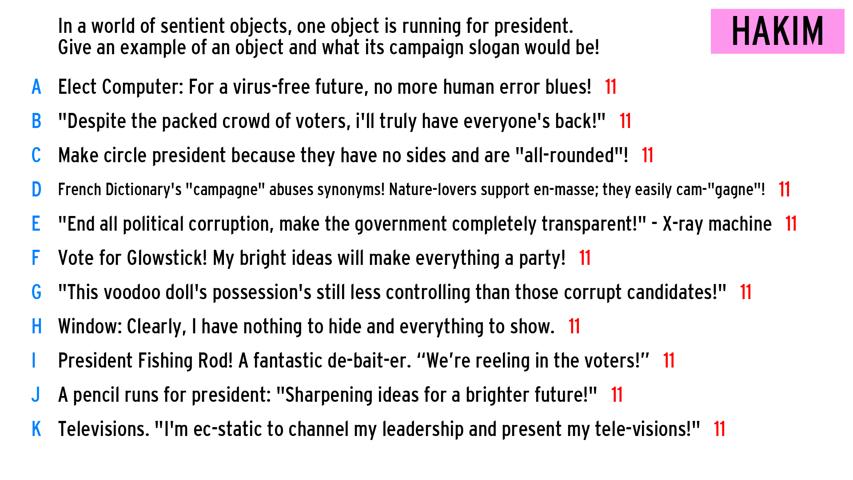 In a world of sentient objects, one object is running for president.
Give an example of an object and what its campaign slogan would be!
HAKIM
A Elect Computer: For a virus-free future, no more human error blues! 11
B "Despite the packed crowd of voters, i'll truly have everyone's back!" 11
C Make circle president because they have no sides and are "all-rounded"! 11
D French Dictionary's "campagne" abuses synonyms! Nature-lovers support en-masse; they easily cam-"gagne"! 11
E "End all political corruption, make the government completely transparent!" - X-ray machine 11
F Vote for Glowstick! My bright ideas will make everything a party! 11
G "This voodoo doll's possession's still less controlling than those corrupt candidates!" 11
H Window: Clearly, I have nothing to hide and everything to show. 11
I President Fishing Rod! A fantastic de-bait-er. “We’re reeling in the voters!” 11
J A pencil runs for president: "Sharpening ideas for a brighter future!" 11
K Televisions. "I'm ec-static to channel my leadership and present my tele-visions!" 11